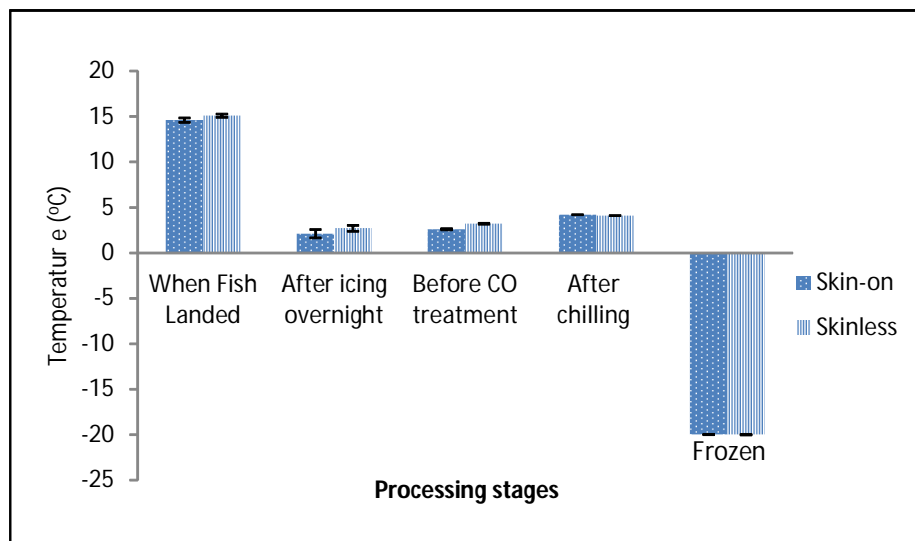 20
15
10
5
0
-5
-10
-15
-20
-25
Temperatur e (ºC)
When Fish
Landed
After icing
overnight
Before CO
treatment
After
chilling
Frozen
Processing stages
Skin-on
Skinless